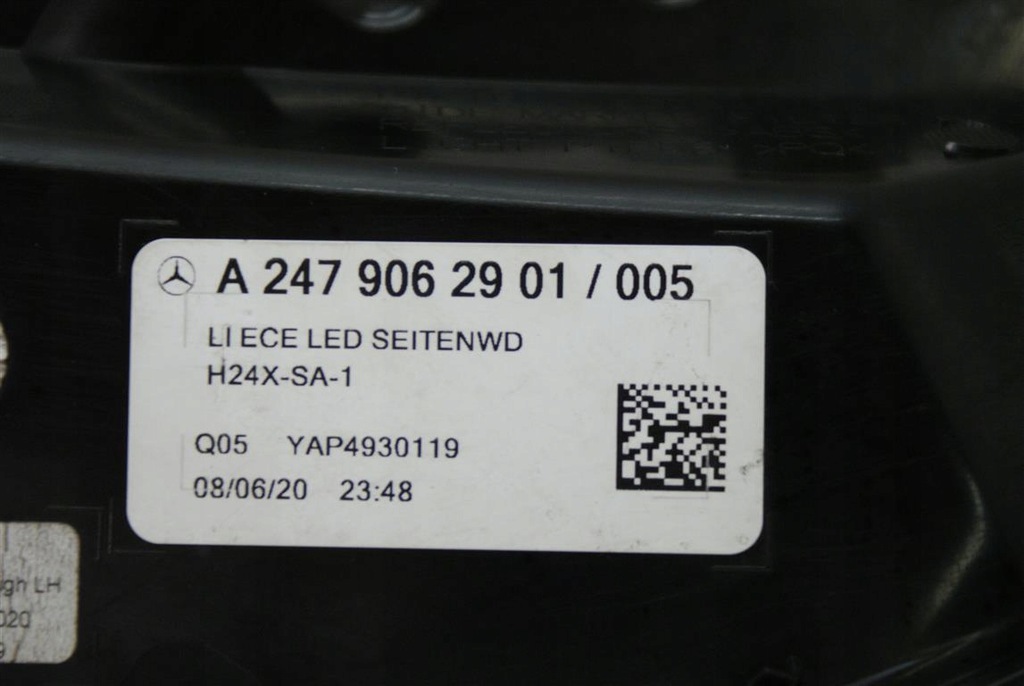 A 247 906 29 01 / 005
LI ECE LED SEITENWD
H24X-SA-1
Q05 YAP4930119
08/06/20 23:48
LH